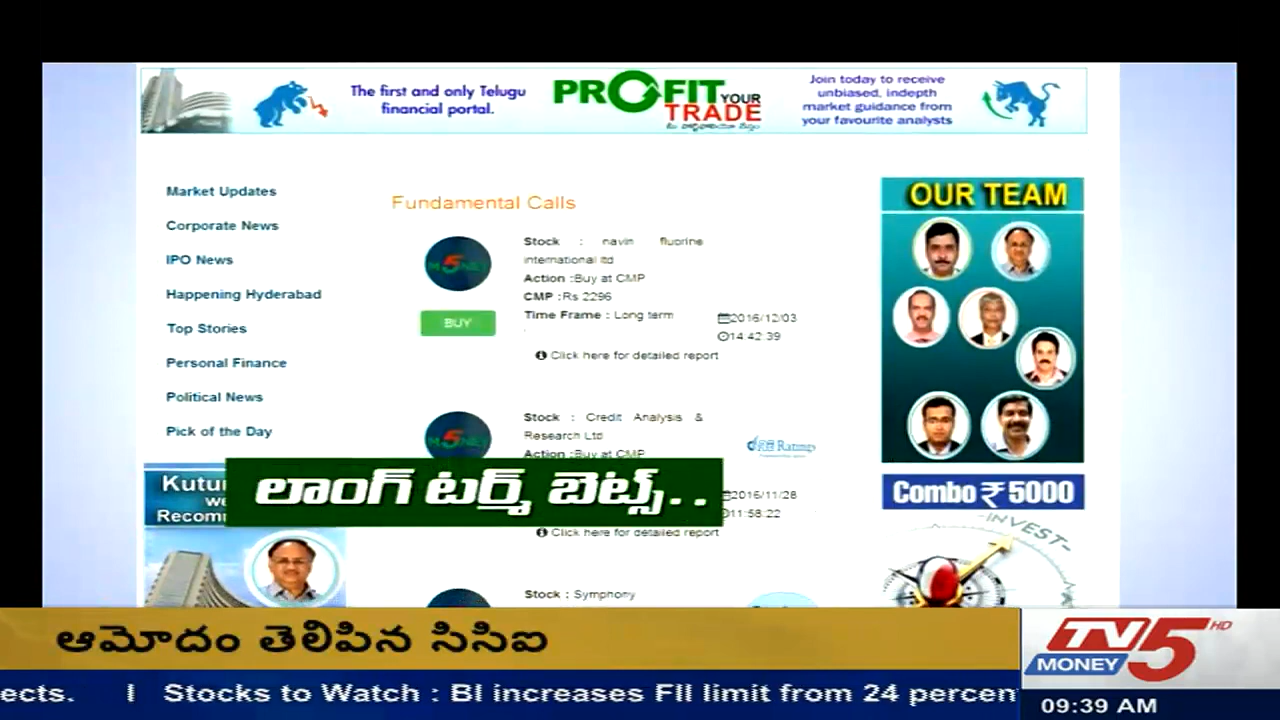 The first and only Telugu
financial portal.
PROFIT YOUR
TRADE
Join today to receive
unbiased, indepth
market guidance from
your favourite analysts
Market Updates
Corporate News
IPO News
Happening Hyderabad
Top Stories
Personal Finance
Political News
Pick of the Day
Fundamental Calls
M5NEY
BUY
Stock : navin fluorine
international ltd
Action :Buy at CMP
CMP :Rs 2296
Time Frame : Long term
2016/12/03
14:42:39
Click here for detailed report
M5NEY
Stock : Credit Analysis &
Research Ltd
Action :Buy at CMP
Ratings
2016/11/28
11:58:22
Click here for detailed report
Stock : Symphony
OUR TEAM
Combo ₹ 5000
-INVEST-
Kutu
we
Recom
లాంగ్ టర్మ్ బెట్స్..
ఆమోదం తెలిపిన సిసిఐ
TV5 HD
MONEY
ects. I Stocks to Watch : BI increases FII limit from 24 percen
09:39 AM